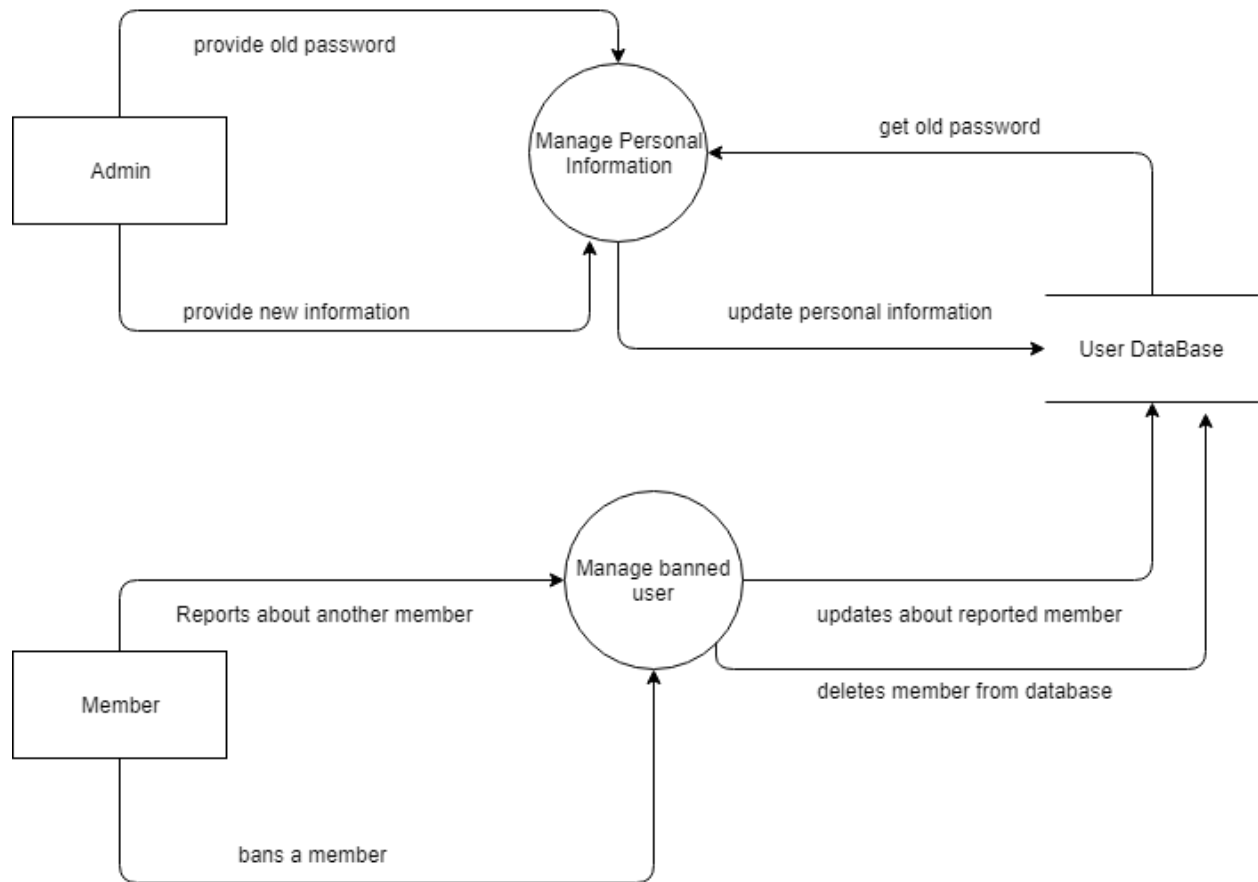 provide old password
Manage Personal
Information
get old password
Admin
provide new information
update personal information
User DataBase
Manage banned
user
Reports about another member
updates about reported member
Member
deletes member from database
bans a member